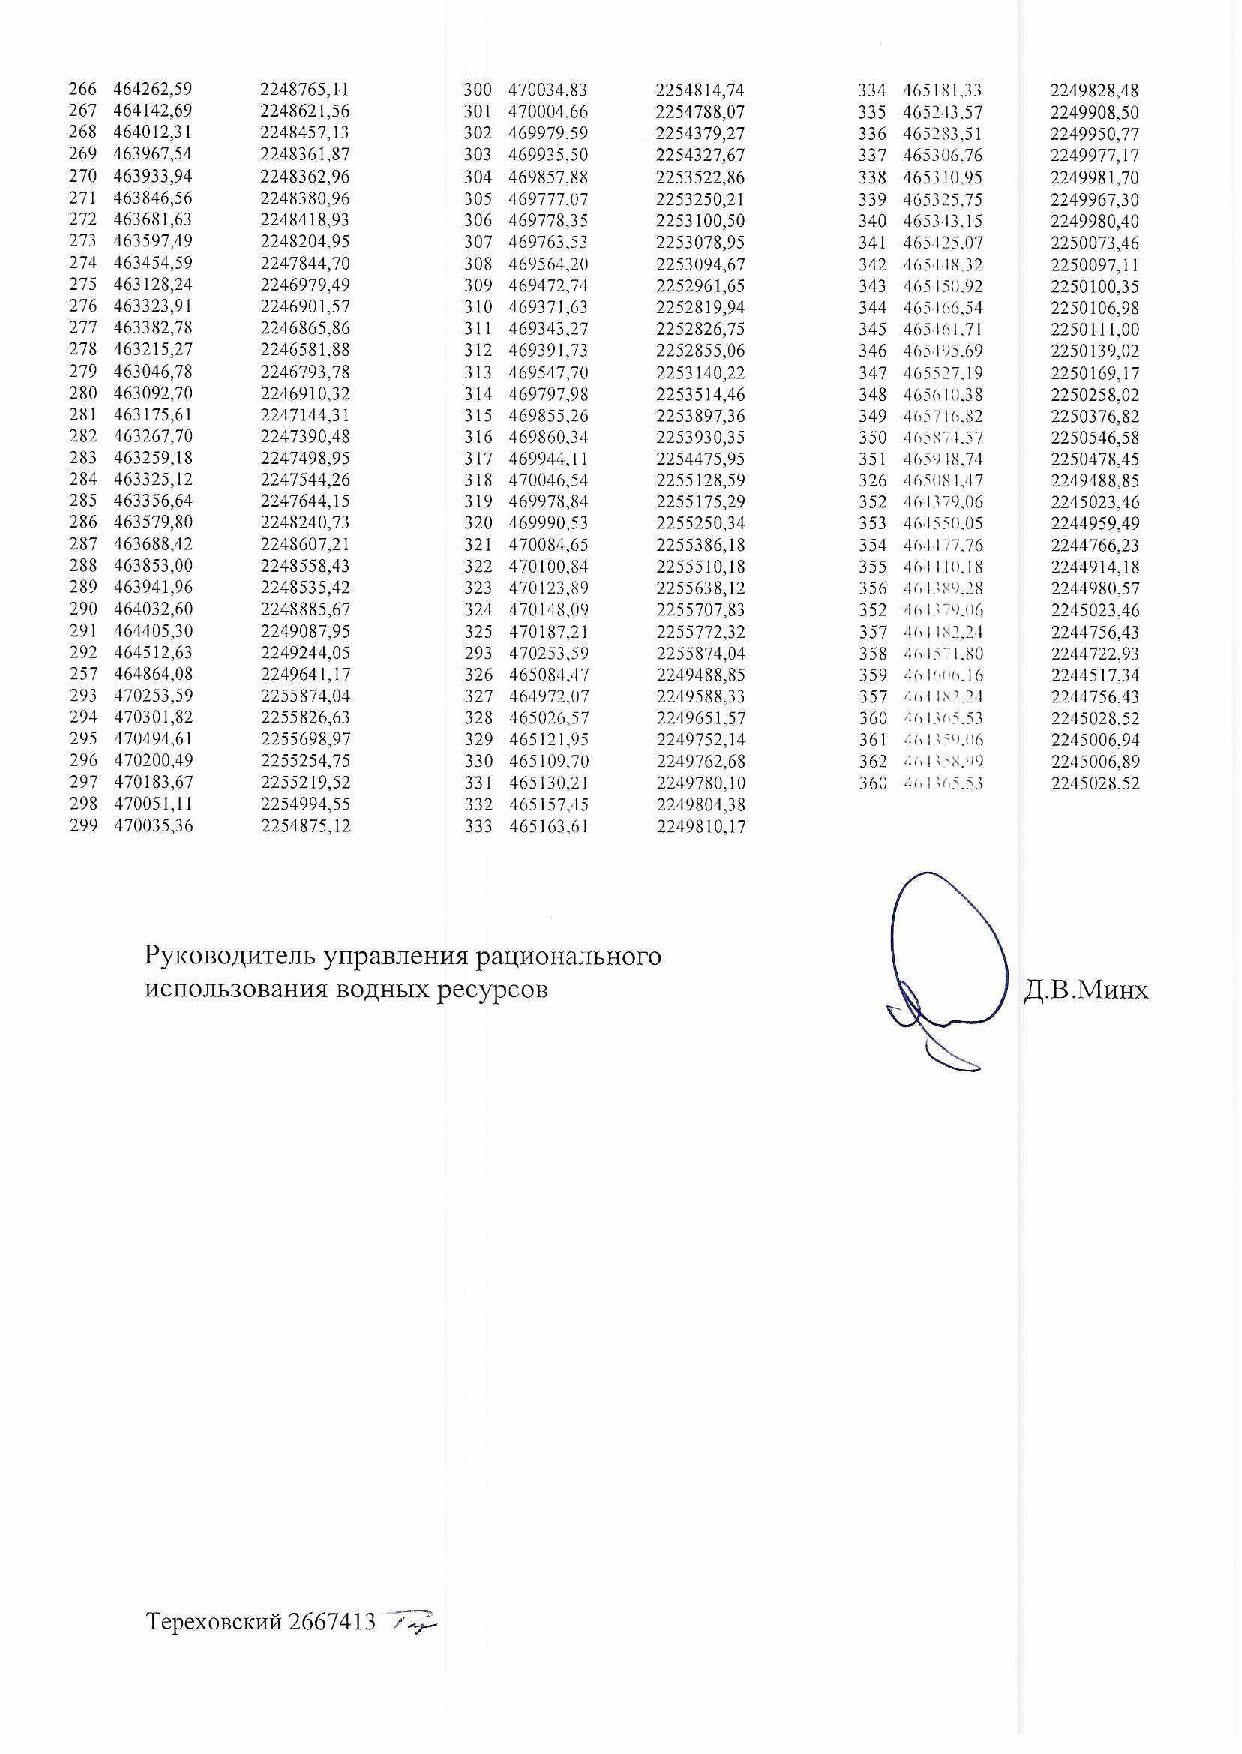 266 464262,59 2248765,11 300 470034,83 2254814,74 334 465181,33 2249828,48
267 464142,69 2248621,56 301 470004,66 2254788,07 335 465243,57 2249908,50
268 464012,31 2248457,13 302 469979,59 2254379,27 336 465283,51 2249950,77
269 463967,54 2248361,87 303 469935,50 2254327,67 337 465306,76 2249977,17
270 463933,94 2248362,96 304 469857,88 2253522,86 338 465310,95 2249981,70
271 463846,56 2248380,96 305 469777,07 2253250,21 339 465325,75 2249967,30
272 463681,63 2248418,93 306 469778,35 2253100,50 340 465343,15 2249980,40
273 463597,49 2248204,95 307 469763,53 2253078,95 341 465425,07 2250073,46
274 463454,59 2247844,70 308 469564,20 2253094,67 342 465448,32 2250097,11
275 463128,24 2246979,49 309 469472,74 2252961,65 343 465450,92 2250100,35
276 463323,91 2246901,57 310 469371,63 2252819,94 344 465466,54 2250106,98
277 463382,78 2246865,86 311 469343,27 2252826,75 345 465461,71 2250111,00
278 463215,27 2246581,88 312 469391,73 2252855,06 346 465495,69 2250139,02
279 463046,78 2246793,78 313 469547,70 2253140,22 347 465527,19 2250169,17
280 463092,70 2246910,32 314 469797,98 2253514,46 348 465610,38 2250258,02
281 463175,61 2247144,31 315 469855,26 2253897,36 349 465716,82 2250376,82
282 463267,70 2247390,48 316 469860,34 2253930,35 350 465874,57 2250546,58
283 463259,18 2247498,95 317 469944,11 2254475,95 351 465948,74 2250478,45
284 463325,12 2247544,26 318 470046,54 2255128,59 326 465084,47 2249488,85
285 463356,64 2247644,15 319 469978,84 2255175,29 352 464379,06 2245023,46
286 463579,80 2248240,73 320 469990,53 2255250,34 353 464550,05 2244959,49
287 463688,42 2248607,21 321 470084,65 2255386,18 354 464477,76 2244766,23
288 463853,00 2248558,43 322 470100,84 2255510,18 355 464410,18 2244914,18
289 463941,96 2248535,42 323 470123,89 2255638,12 356 464389,28 2244980,57
290 464032,60 2248885,67 324 470148,09 2255707,83 352 464379,06 2245023,46
291 464405,30 2249087,95 325 470187,21 2255772,32 357 464482,24 2244756,43
292 464512,63 2249244,05 293 470253,59 2255874,04 358 464571,80 2244722,93
257 464864,08 2249641,17 326 465084,47 2249488,85 359 2244517,34
293 470253,59 2255874,04 327 464972,07 2249588,33 357 464482,24 2244756,43
294 470301,82 2255826,63 328 465026,57 2249651,57 360 464365,53 2245028,52
295 470494,61 2255698,97 329 465121,95 2249752,14 361 464359,06 2245006,94
296 470200,49 2255254,75 330 465109,70 2249762,68 362 464358,99 2245006,89
297 470183,67 2255219,52 331 465130,21 2249780,10 360 464365,53 2245028,52
298 470051,11 2254994,55 332 465157,45 2249804,38
299 470035,36 2254875,12 333 465163,61 2249810,17
Руководитель управления рационального
использования водных ресурсов Д.В.Минх
Тереховский 2667413